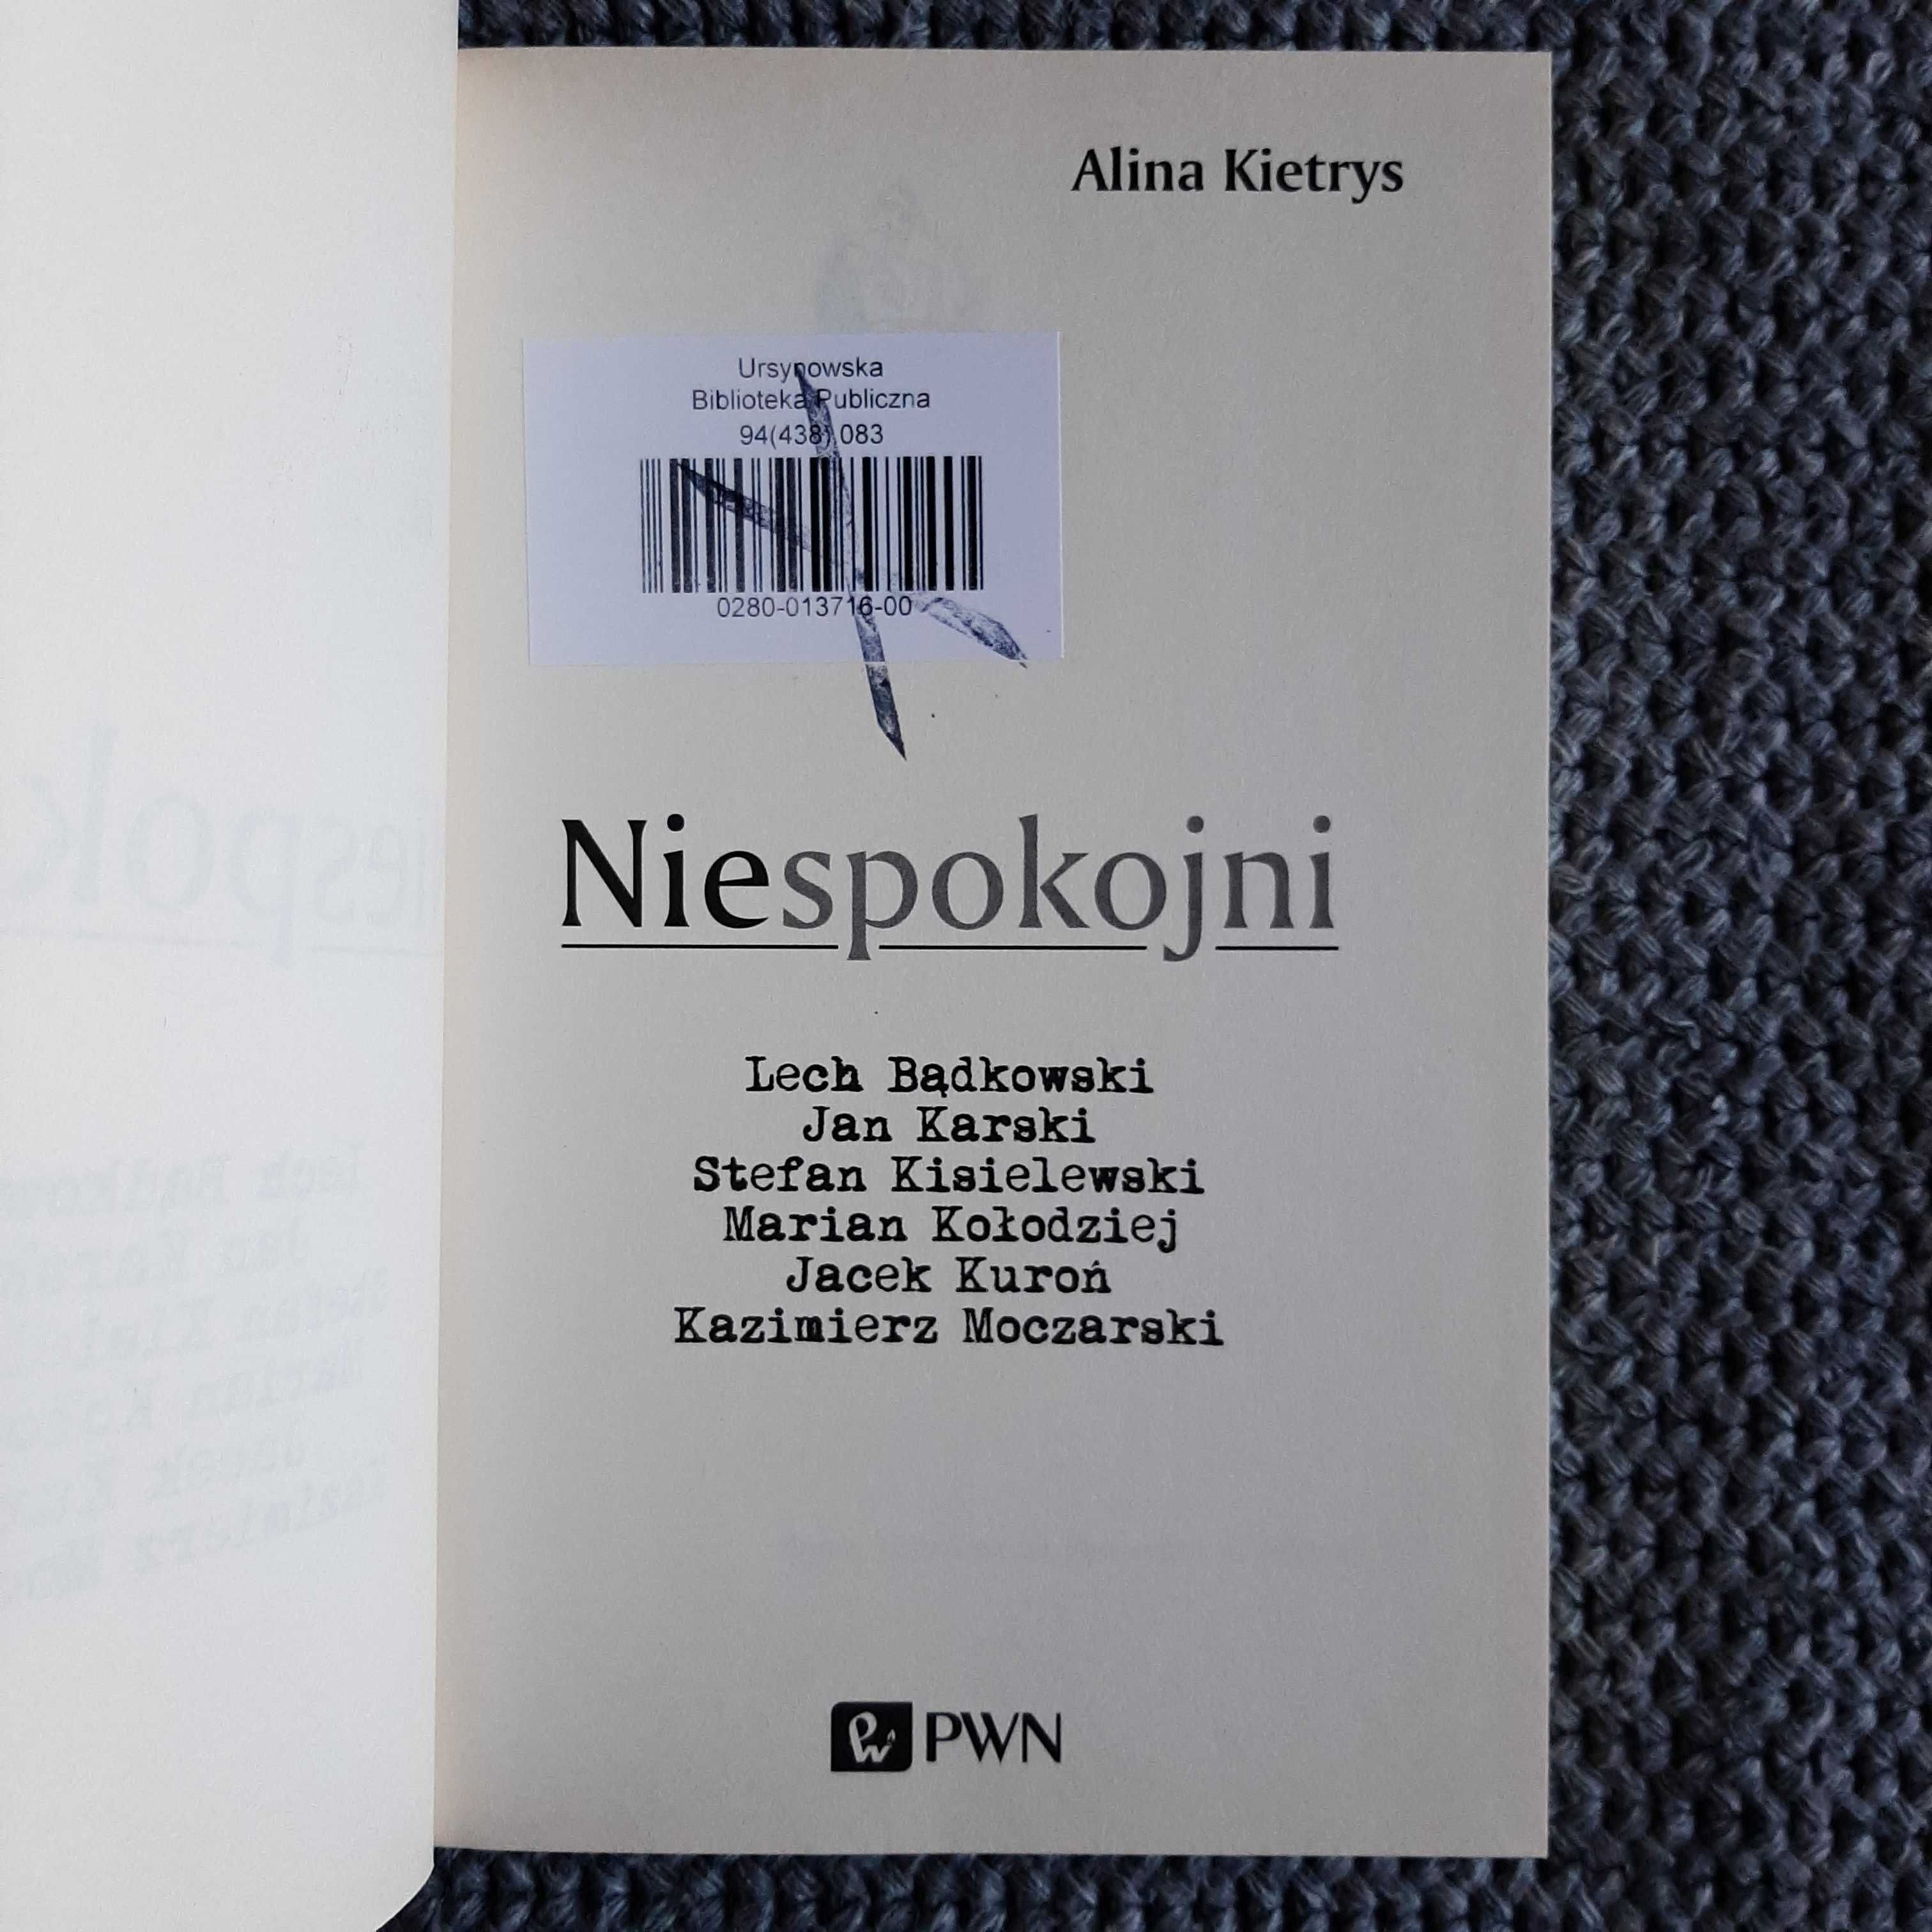 Alina Kietrys
Ursynowska
Biblioteka Publiczna
94(438).083
0280-013716-00
Niespokojni
Lech Bądkowski
Jan Karski
Stefan Kisielewski
Marian Kołodziej
Jacek Kuroń
Kazimierz Moczarski
PWN